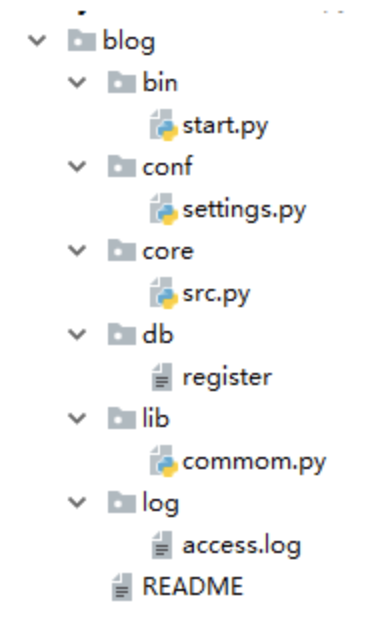 blog
bin
start.py
conf
settings.py
core
src.py
db
register
lib
commom.py
log
access.log
README